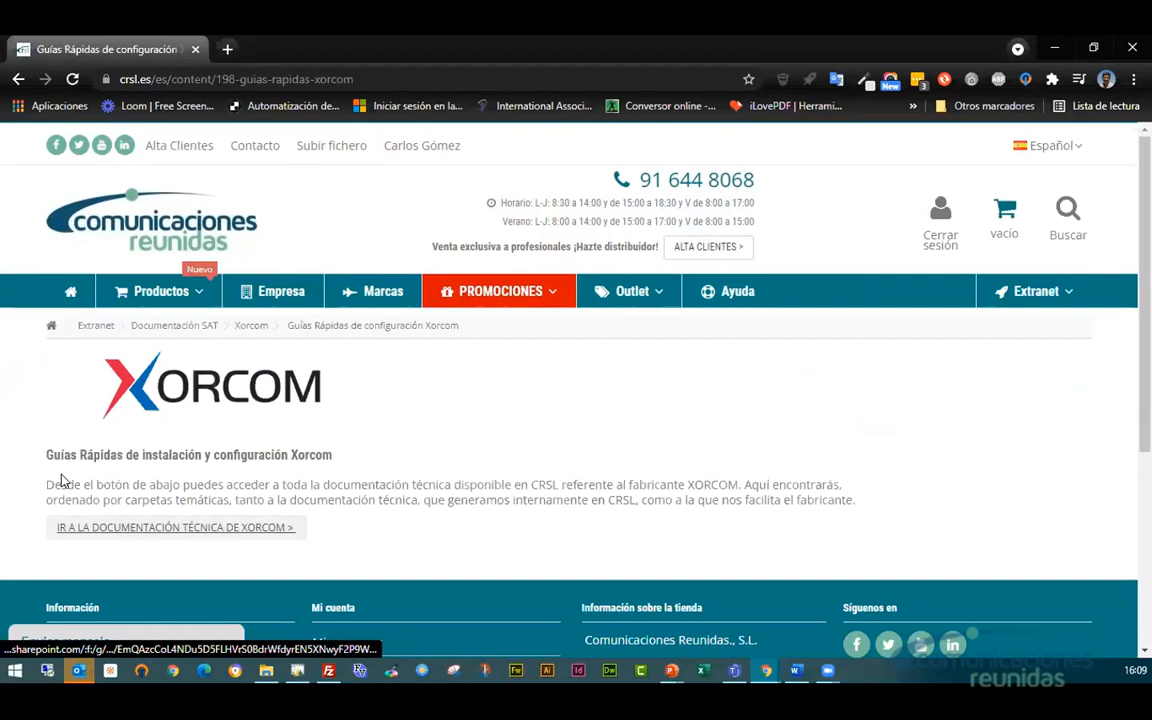 Guías Rápidas de configuración
crsl.es/es/content/198-guias-rapidas-xorcom
New
3
ABP
Aplicaciones
Loom | Free Screen...
Automatización de...
Iniciar sesión en la...
International Associ...
Conversor online -...
iLovePDF | Herrami...
»
Otros marcadores
Lista de lectura
Alta Clientes
Contacto
Subir fichero
Carlos Gómez
Español
comunicaciones
reunidas
91 644 8068
Horario: L-J: 8:30 a 14:00 y de 15:00 a 18:30 y V de 8:00 a 17:00
Verano: L-J: 8:00 a 14:00 y de 15:00 a 17:00 y V de 8:00 a 15:00
Venta exclusiva a profesionales ¡Hazte distribuidor!
ALTA CLIENTES >
Cerrar
sesión
vacío
Buscar
Nuevo
Productos
Empresa
Marcas
PROMOCIONES
Outlet
Ayuda
Extranet
Extranet
Documentación SAT
Xorcom
Guías Rápidas de configuración Xorcom
XORCOM
Guías Rápidas de instalación y configuración Xorcom
Desde el botón de abajo puedes acceder a toda la documentación técnica disponible en CRSL referente al fabricante XORCOM. Aquí encontrarás,
ordenado por carpetas temáticas, tanto a la documentación técnica, que generamos internamente en CRSL, como a la que nos facilita el fabricante.
IR A LA DOCUMENTACIÓN TÉCNICA DE XORCOM >
Información
Mi cuenta
Información sobre la tienda
Síguenos en
Comunicaciones Reunidas., S.L.
...sharepoint.com/:f:/g/.../EmQAzcCoL4NDu5D5FLHVrS0BdrWfdyrEN5XNwyF2P9W...
16:09
comunicaciones
reunidas